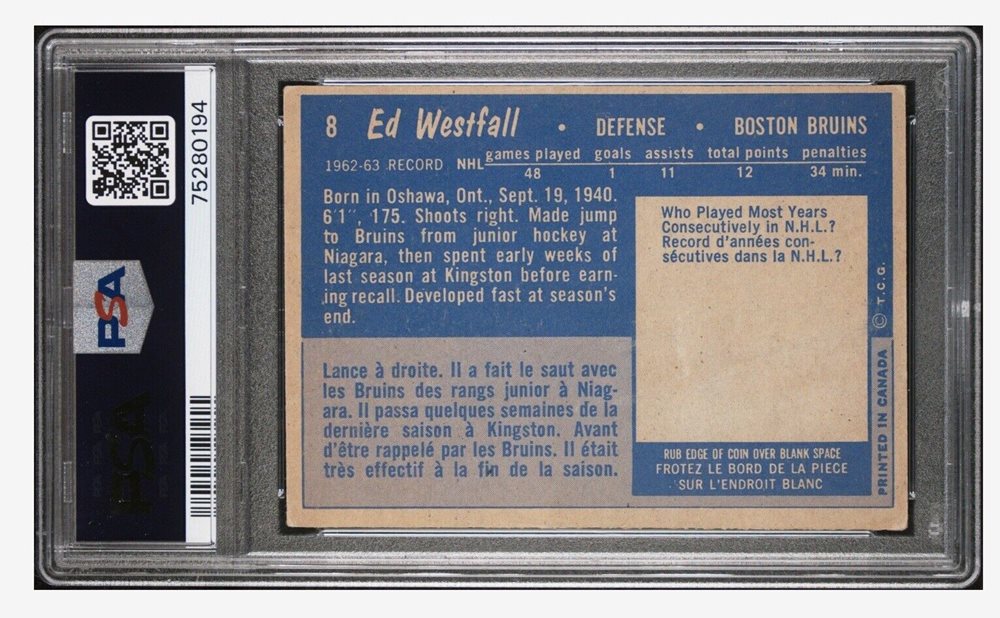 75280194
PSA
PSA
8 Ed Westfall • DEFENSE • BOSTON BRUINS
1962-63 RECORD NHL games played goals assists total points penalties
48 1 11 12 34 min.
Born in Oshawa, Ont., Sept. 19, 1940.
6'1", 175. Shoots right. Made jump
to Bruins from junior hockey at
Niagara, then spent early weeks of
last season at Kingston before earn-
ing recall. Developed fast at season's
end.
Lance à droite. Il a fait le saut avec
les Bruins des rangs junior à Niag-
ara. Il passa quelques semaines de la
dernière saison à Kingston. Avant
d'être rappelé par les Bruins. Il était
très effectif à la fin de la saison.
Who Played Most Years
Consecutively in N.H.L.?
Record d'années con-
sécutives dans la N.H.L.?
RUB EDGE OF COIN OVER BLANK SPACE
FROTEZ LE BORD DE LA PIECE
SUR L'ENDROIT BLANC
PRINTED IN CANADA © T.C.G.